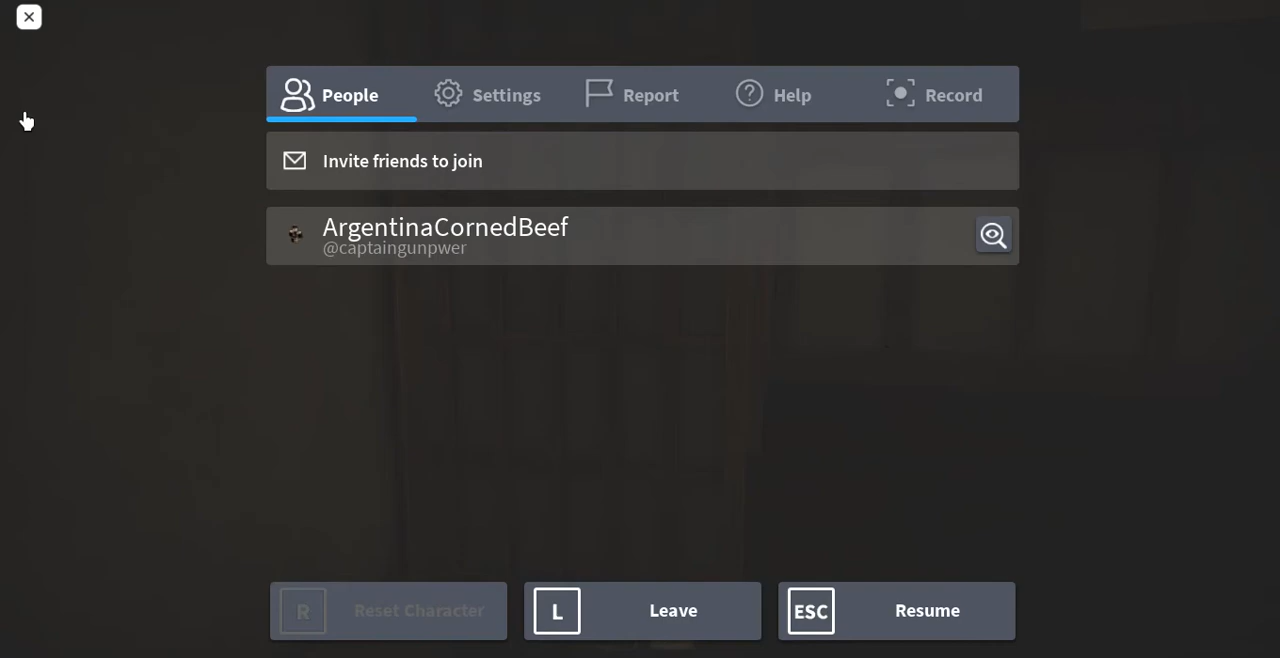 People
Settings
Report
Help
Record
Invite friends to join
ArgentinaCornedBeef
@captaingunpwer
R Reset Character
L Leave
ESC Resume